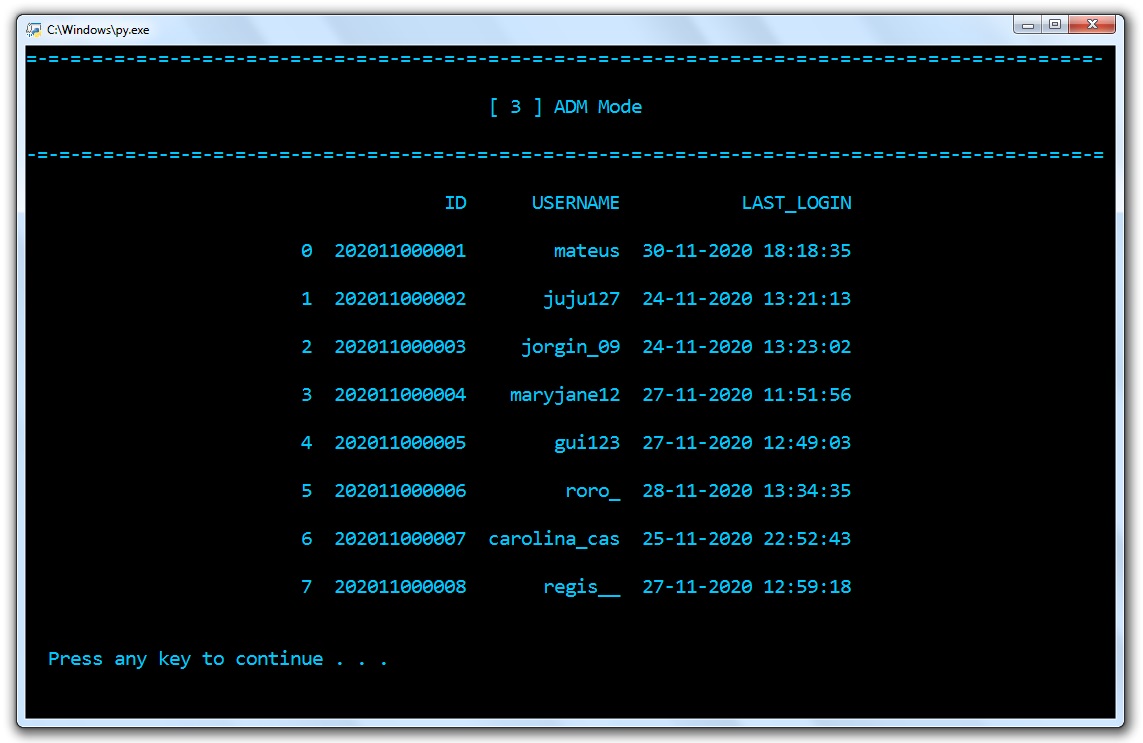 C:\Windows\py.exe
=-=-=-=-=-=-=-=-=-=-=-=-=-=-=-=-=-=-=-=-=-=-=-=-=-=-=-=-=-=-=-=-=-=-=-=-=-=-=-=-=-=-=-=-=-=-=-=-=-
[ 3 ] ADM Mode
-=-=-=-=-=-=-=-=-=-=-=-=-=-=-=-=-=-=-=-=-=-=-=-=-=-=-=-=-=-=-=-=-=-=-=-=-=-=-=-=-=-=-=-=-=-=-=-=-=
ID USERNAME LAST_LOGIN
0 202011000001 mateus 30-11-2020 18:18:35
1 202011000002 juju127 24-11-2020 13:21:13
2 202011000003 jorgin_09 24-11-2020 13:23:02
3 202011000004 maryjane12 27-11-2020 11:51:56
4 202011000005 gui123 27-11-2020 12:49:03
5 202011000006 roro_ 28-11-2020 13:34:35
6 202011000007 carolina_cas 25-11-2020 22:52:43
7 202011000008 regis__ 27-11-2020 12:59:18
Press any key to continue . . .